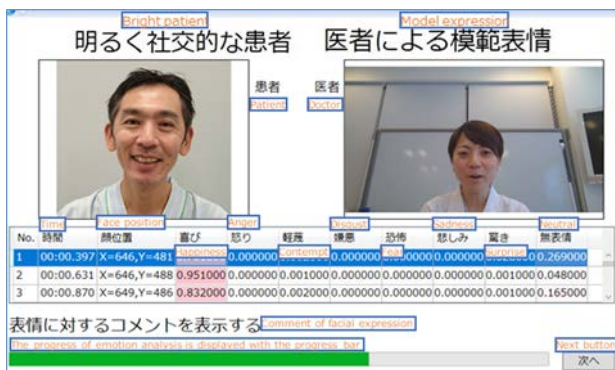 Bright patient
Model expression
明るく社交的な患者 医者による模範表情
患者 医者
Patient Doctor
Time Face position Anger Disgust Sadness Neutral
No. 時間 顔位置 喜び 怒り 軽蔑 嫌悪 恐怖 悲しみ 驚き 無表情
Happiness Contempt Fear Surprise
1 00:00.397 X=646,Y=481 0.269000
2 00:00.631 X=646,Y=488 0.951000 0.000000 0.001000 0.000000 0.000000 0.000000 0.001000 0.048000
3 00:00.870 X=649,Y=486 0.832000 0.000000 0.002000 0.000000 0.000000 0.000000 0.001000 0.165000
表情に対するコメントを表示する Comment of facial expression
The progress of emotion analysis is displayed with the progress bar
Next button
次へ